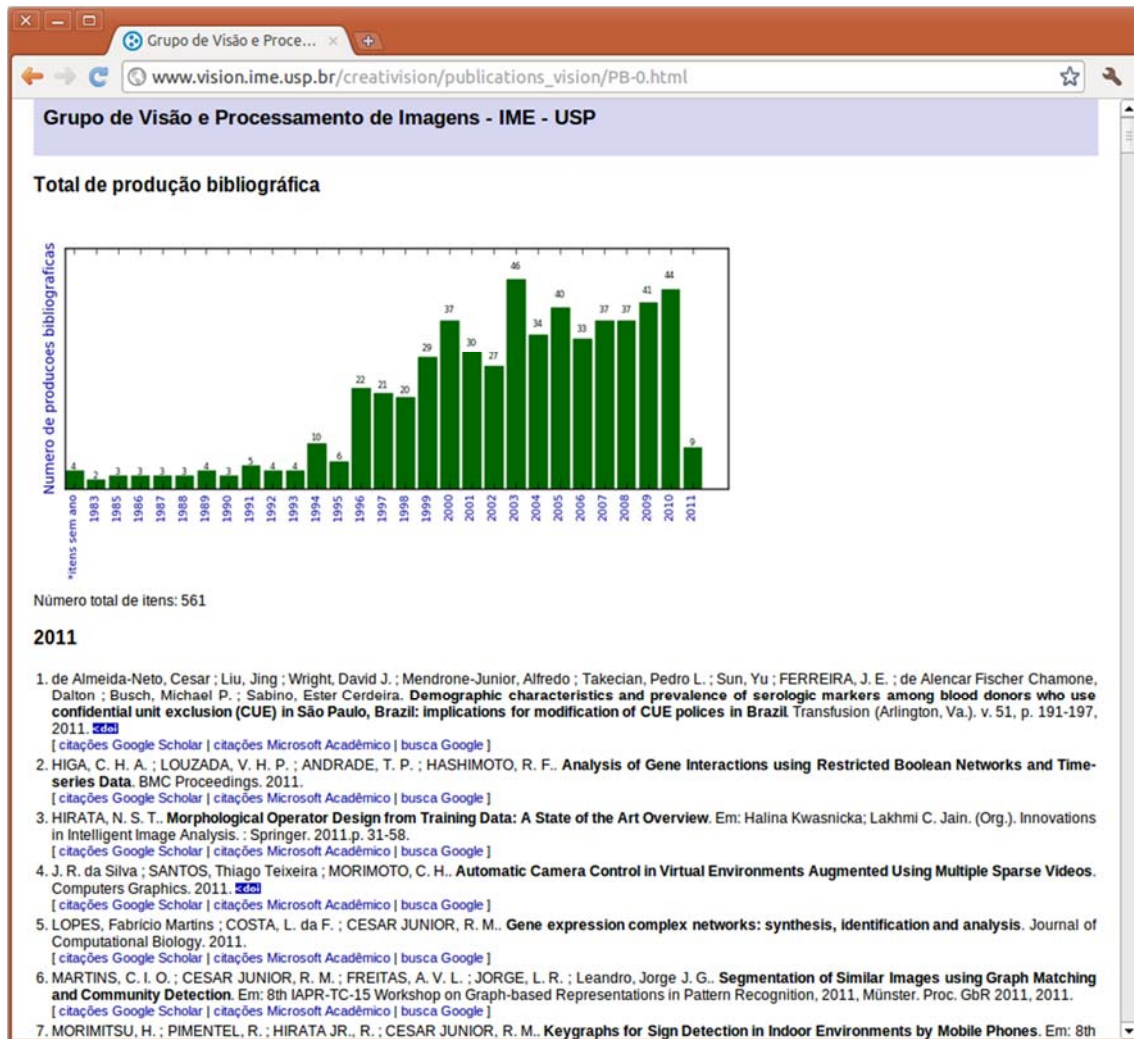 Grupo de Visão e Proce...
www.vision.ime.usp.br/creativision/publications_vision/PB-0.html
Grupo de Visão e Processamento de Imagens - IME - USP
Total de produção bibliográfica
Numero de producoes bibliograficas
4 2 3 3 3 3 4 3 5 4 4 10 6 22 21 20 29 37 30 27 46 34 40 33 37 37 41 44 9
*itens sem ano 1983 1985 1986 1987 1988 1989 1990 1991 1992 1993 1994 1995 1996 1997 1998 1999 2000 2001 2002 2003 2004 2005 2006 2007 2008 2009 2010 2011
Número total de itens: 561
2011
1. de Almeida-Neto, Cesar ; Liu, Jing ; Wright, David J. ; Mendrone-Junior, Alfredo ; Takecian, Pedro L. ; Sun, Yu ; FERREIRA, J. E. ; de Alencar Fischer Chamone,
Dalton ; Busch, Michael P. ; Sabino, Ester Cerdeira. Demographic characteristics and prevalence of serologic markers among blood donors who use
confidential unit exclusion (CUE) in São Paulo, Brazil: implications for modification of CUE polices in Brazil. Transfusion (Arlington, Va.). v. 51, p. 191-197,
2011. <doi
[ citações Google Scholar | citações Microsoft Acadêmico | busca Google ]
2. HIGA, C. H. A. ; LOUZADA, V. H. P. ; ANDRADE, T. P. ; HASHIMOTO, R. F.. Analysis of Gene Interactions using Restricted Boolean Networks and Time-
series Data. BMC Proceedings. 2011.
[ citações Google Scholar | citações Microsoft Acadêmico | busca Google ]
3. HIRATA, N. S. T.. Morphological Operator Design from Training Data: A State of the Art Overview. Em: Halina Kwasnicka; Lakhmi C. Jain. (Org.). Innovations
in Intelligent Image Analysis. : Springer. 2011.p. 31-58.
[ citações Google Scholar | citações Microsoft Acadêmico | busca Google ]
4. J. R. da Silva ; SANTOS, Thiago Teixeira ; MORIMOTO, C. H.. Automatic Camera Control in Virtual Environments Augmented Using Multiple Sparse Videos.
Computers Graphics. 2011. <doi
[ citações Google Scholar | citações Microsoft Acadêmico | busca Google ]
5. LOPES, Fabrício Martins ; COSTA, L. da F. ; CESAR JUNIOR, R. M.. Gene expression complex networks: synthesis, identification and analysis. Journal of
Computational Biology. 2011.
[ citações Google Scholar | citações Microsoft Acadêmico | busca Google ]
6. MARTINS, C. I. O. ; CESAR JUNIOR, R. M. ; FREITAS, A. V. L. ; JORGE, L. R. ; Leandro, Jorge J. G.. Segmentation of Similar Images using Graph Matching
and Community Detection. Em: 8th IAPR-TC-15 Workshop on Graph-based Representations in Pattern Recognition, 2011, Münster. Proc. GbR 2011, 2011.
[ citações Google Scholar | citações Microsoft Acadêmico | busca Google ]
7. MORIMITSU, H. ; PIMENTEL, R. ; HIRATA JR., R. ; CESAR JUNIOR, R. M.. Keygraphs for Sign Detection in Indoor Environments by Mobile Phones. Em: 8th